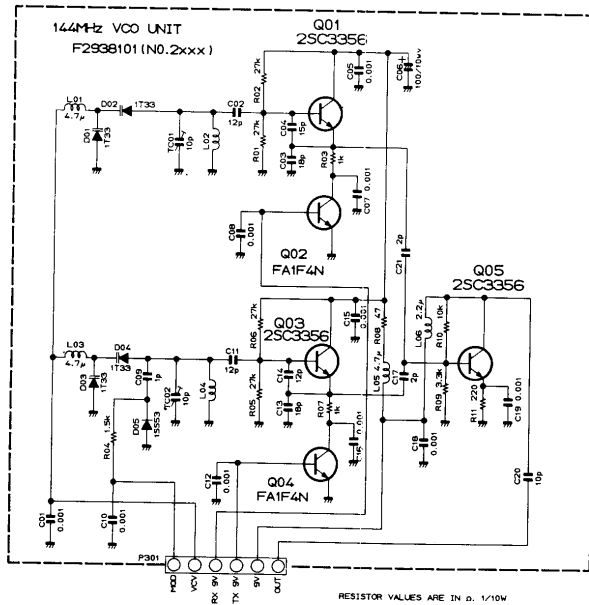 144MHz VCO UNIT
F2938101(N0.2xxx)
Q01
2SC3356
C05
0.001
C06
100/10wv
R02
27k
L01
4.7μ
D02
1T33
C02
12p
D01
1T33
TC01
10p
L02
R01
27k
C04
15p
C03
18p
R03
1k
C07
0.001
C08
0.001
Q02
FA1F4N
C21
2p
Q05
2SC3356
R06
27k
Q03
2SC3356
C15
0.001
R08
47
L06
2.2μ
R10
10k
L03
4.7μ
D04
1T33
C11
12p
D03
1T33
C09
1p
TC02
10p
L04
R05
27k
C14
12p
C13
18p
R07
1k
L05
4.7μ
C17
2p
R09
3.3k
R11
220
C19
0.001
R04
1.5k
D05
1SS53
C16
0.001
C18
0.001
C12
0.001
Q04
FA1F4N
C20
10p
C01
0.001
C10
0.001
P301
MOD
VCV
RX 9V
TX 9V
9V
OUT
RESISTOR VALUES ARE IN Ω, 1/10W